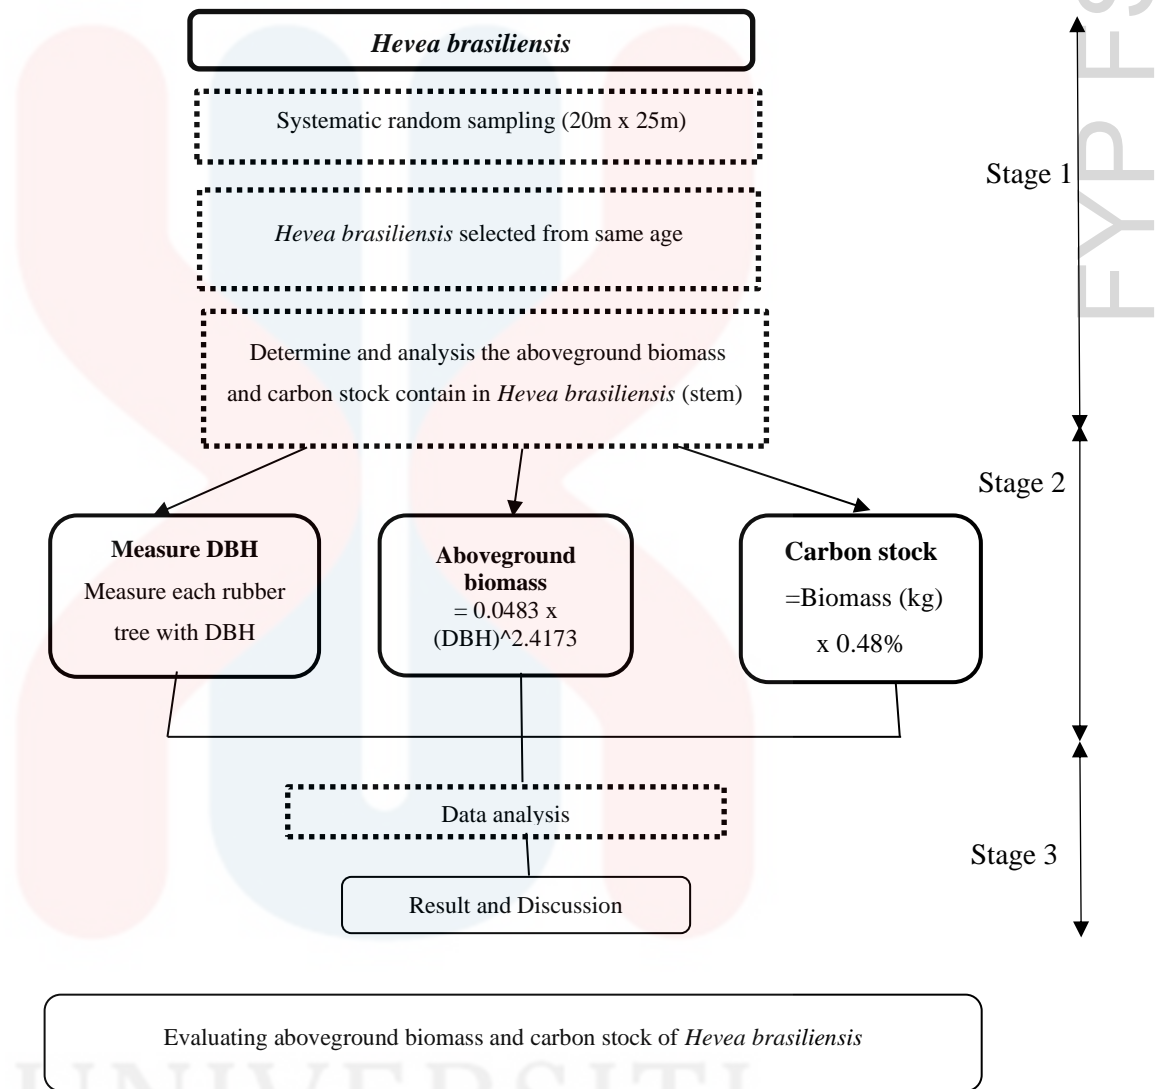 Hevea brasiliensis
Systematic random sampling (20m x 25m)
Hevea brasiliensis selected from same age
Determine and analysis the aboveground biomass
and carbon stock contain in Hevea brasiliensis (stem)
Stage 1
FYP FS
Stage 2
Measure DBH
Measure each rubber
tree with DBH
Aboveground
biomass
= 0.0483 x
(DBH)^2.4173
Carbon stock
=Biomass (kg)
x 0.48%
Data analysis
Stage 3
Result and Discussion
Evaluating aboveground biomass and carbon stock of Hevea brasiliensis
UNIVERSITI